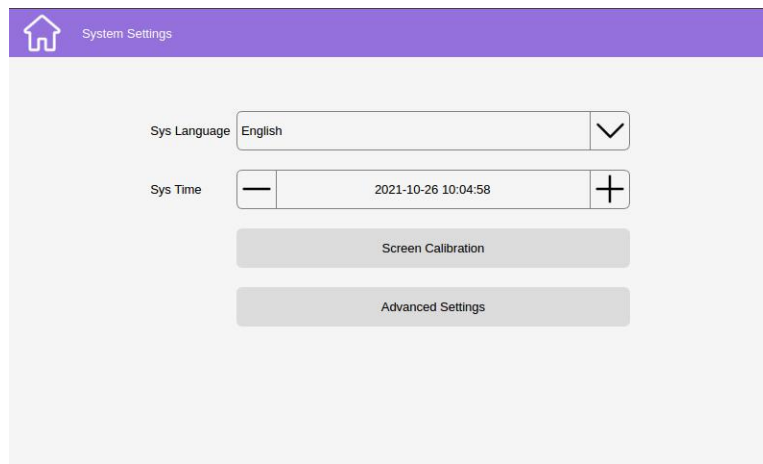 System Settings
Sys Language English
Sys Time 2021-10-26 10:04:58
Screen Calibration
Advanced Settings